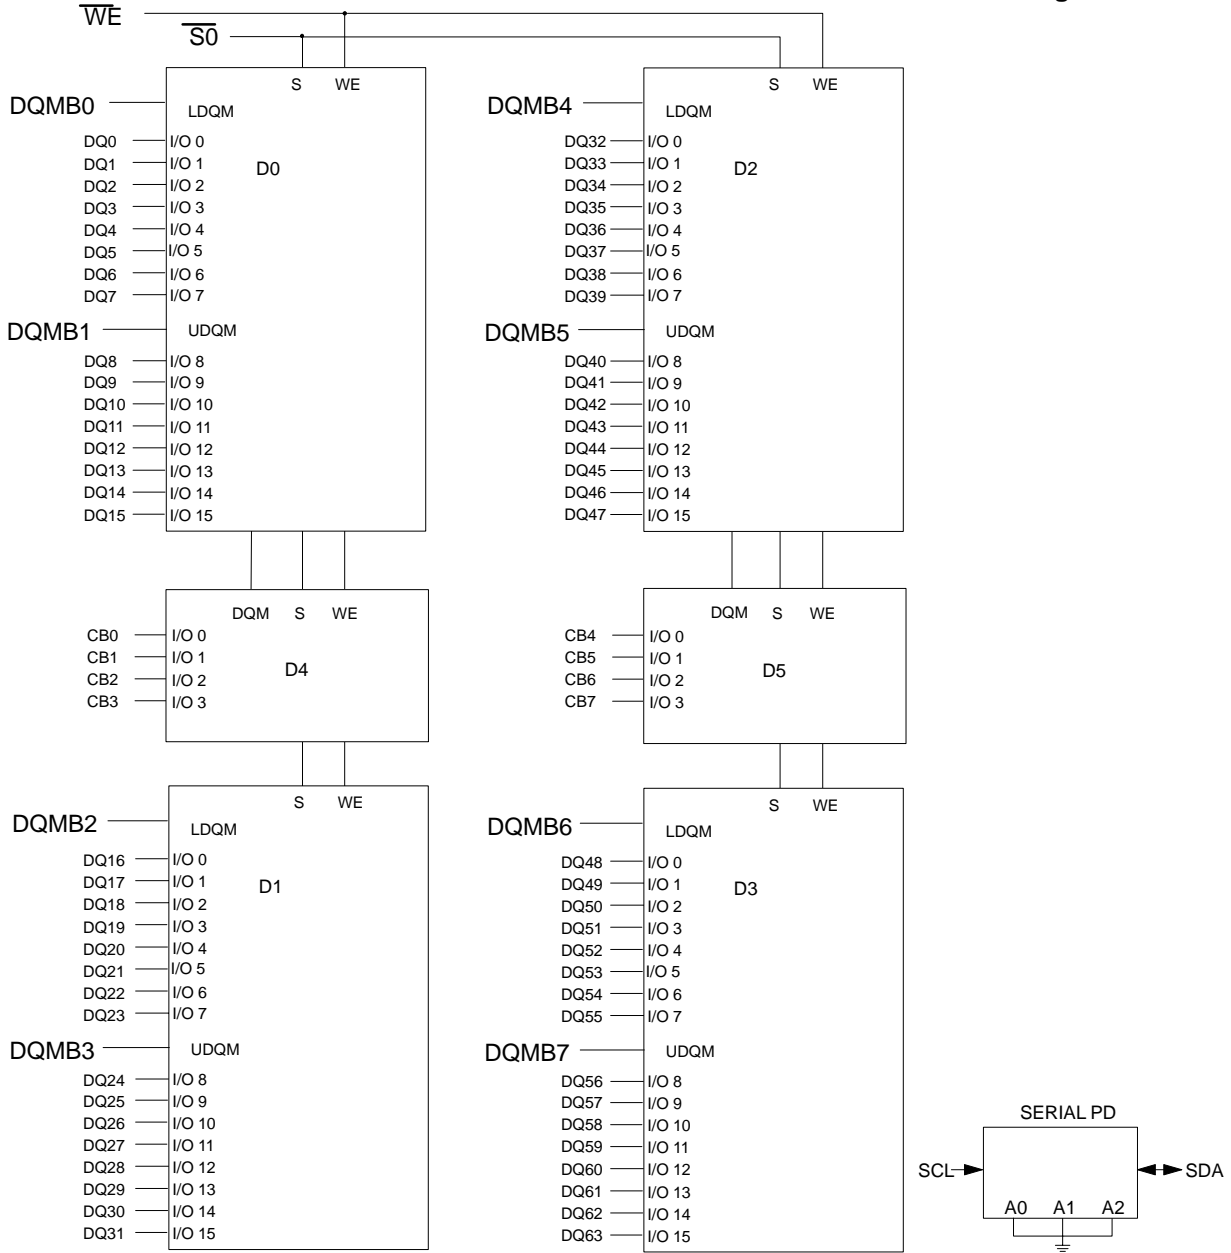 WE
S0
S WE
DQMB0
LDQM
DQ0 I/O 0
DQ1 I/O 1
D0
DQ2 I/O 2
DQ3 I/O 3
DQ4 I/O 4
DQ5 I/O 5
DQ6 I/O 6
DQ7 I/O 7
DQMB1 UDQM
DQ8 I/O 8
DQ9 I/O 9
DQ10 I/O 10
DQ11 I/O 11
DQ12 I/O 12
DQ13 I/O 13
DQ14 I/O 14
DQ15 I/O 15
DQM S WE
CB0 I/O 0
CB1 I/O 1
D4
CB2 I/O 2
CB3 I/O 3
S WE
DQMB2
LDQM
DQ16 I/O 0
DQ17 I/O 1
D1
DQ18 I/O 2
DQ19 I/O 3
DQ20 I/O 4
DQ21 I/O 5
DQ22 I/O 6
DQ23 I/O 7
DQMB3 UDQM
DQ24 I/O 8
DQ25 I/O 9
DQ26 I/O 10
DQ27 I/O 11
DQ28 I/O 12
DQ29 I/O 13
DQ30 I/O 14
DQ31 I/O 15
S WE
DQMB4
LDQM
DQ32 I/O 0
DQ33 I/O 1
D2
DQ34 I/O 2
DQ35 I/O 3
DQ36 I/O 4
DQ37 I/O 5
DQ38 I/O 6
DQ39 I/O 7
DQMB5 UDQM
DQ40 I/O 8
DQ41 I/O 9
DQ42 I/O 10
DQ43 I/O 11
DQ44 I/O 12
DQ45 I/O 13
DQ46 I/O 14
DQ47 I/O 15
DQM S WE
CB4 I/O 0
CB5 I/O 1
D5
CB6 I/O 2
CB7 I/O 3
S WE
DQMB6
LDQM
DQ48 I/O 0
DQ49 I/O 1
D3
DQ50 I/O 2
DQ51 I/O 3
DQ52 I/O 4
DQ53 I/O 5
DQ54 I/O 6
DQ55 I/O 7
DQMB7 UDQM
DQ56 I/O 8
DQ57 I/O 9
DQ58 I/O 10
DQ59 I/O 11
DQ60 I/O 12
DQ61 I/O 13
DQ62 I/O 14
DQ63 I/O 15
SERIAL PD
SCL SDA
A0 A1 A2